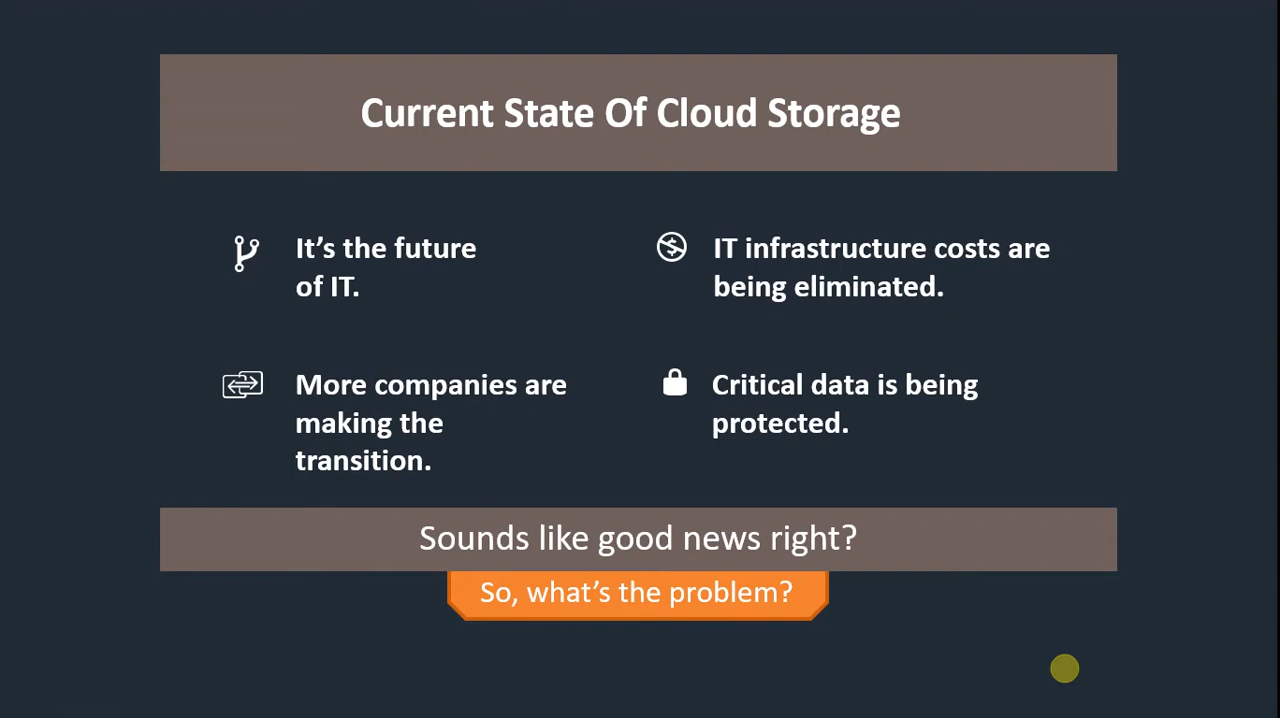 Current State Of Cloud Storage
It’s the future
of IT.
IT infrastructure costs are
being eliminated.
More companies are
making the
transition.
Critical data is being
protected.
Sounds like good news right?
So, what’s the problem?